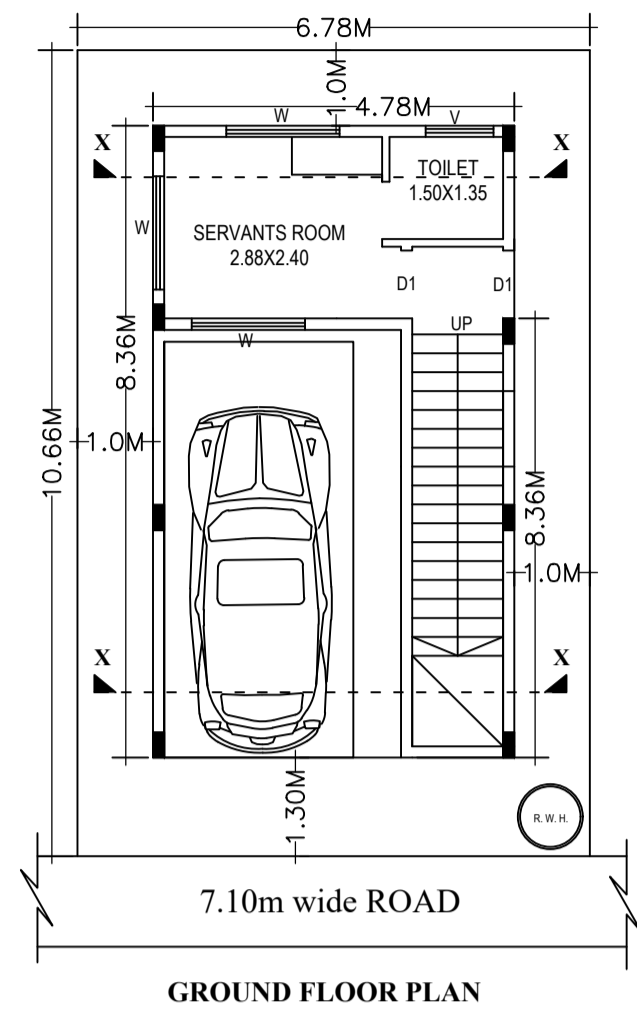 6.78M
1.0M
4.78M
W
V
X
X
TOILET
1.50X1.35
W
SERVANTS ROOM
2.88X2.40
D1
D1
UP
W
8.36M
10.66M
1.0M
8.36M
1.0M
X
X
1.30M
R. W. H.
7.10m wide ROAD
GROUND FLOOR PLAN